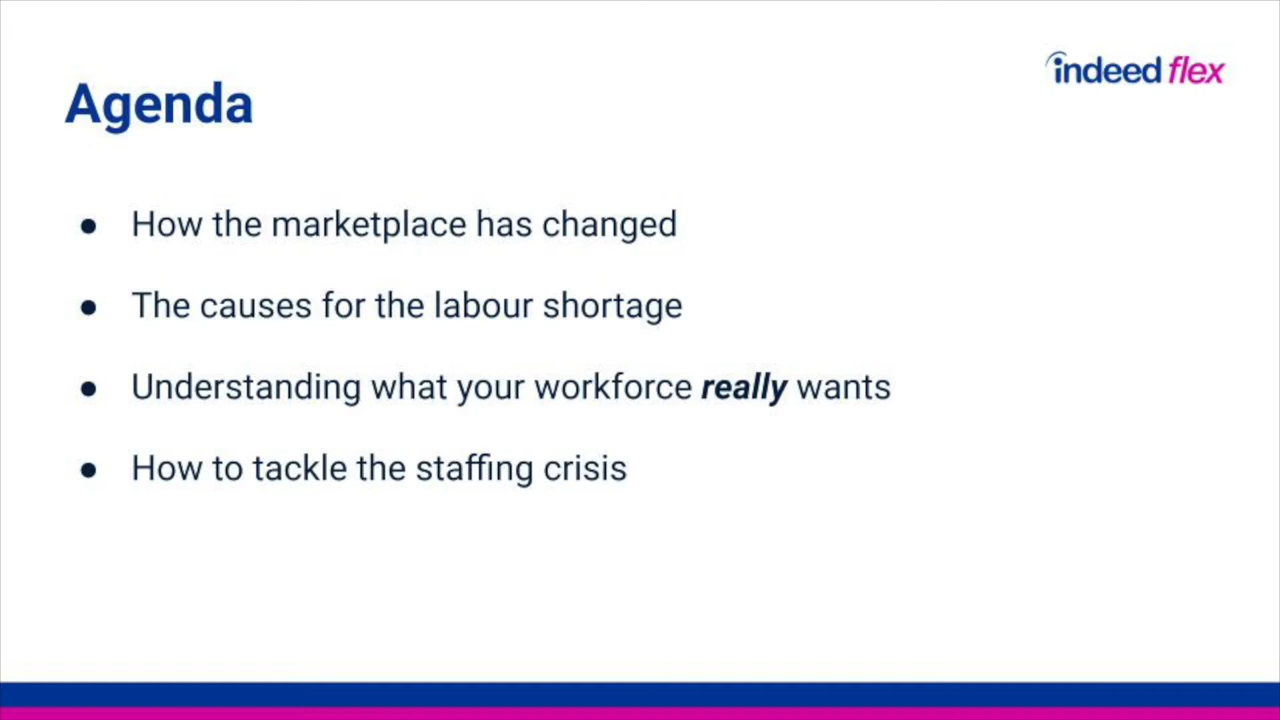 indeed flex
Agenda
● How the marketplace has changed
● The causes for the labour shortage
● Understanding what your workforce really wants
● How to tackle the staffing crisis